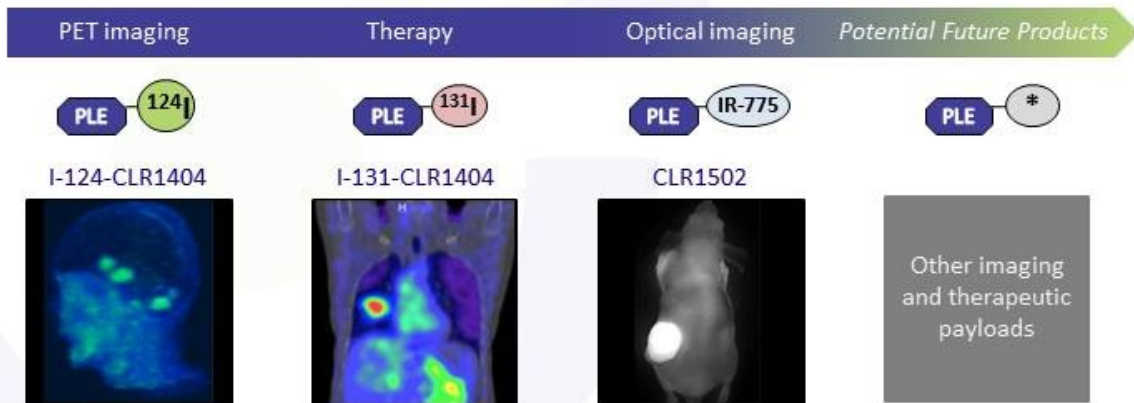 PET imaging
Therapy
Optical imaging
Potential Future Products
PLE
124I
PLE
131I
PLE
IR-775
PLE
*
I-124-CLR1404
I-131-CLR1404
CLR1502
H
Other imaging
and therapeutic
payloads